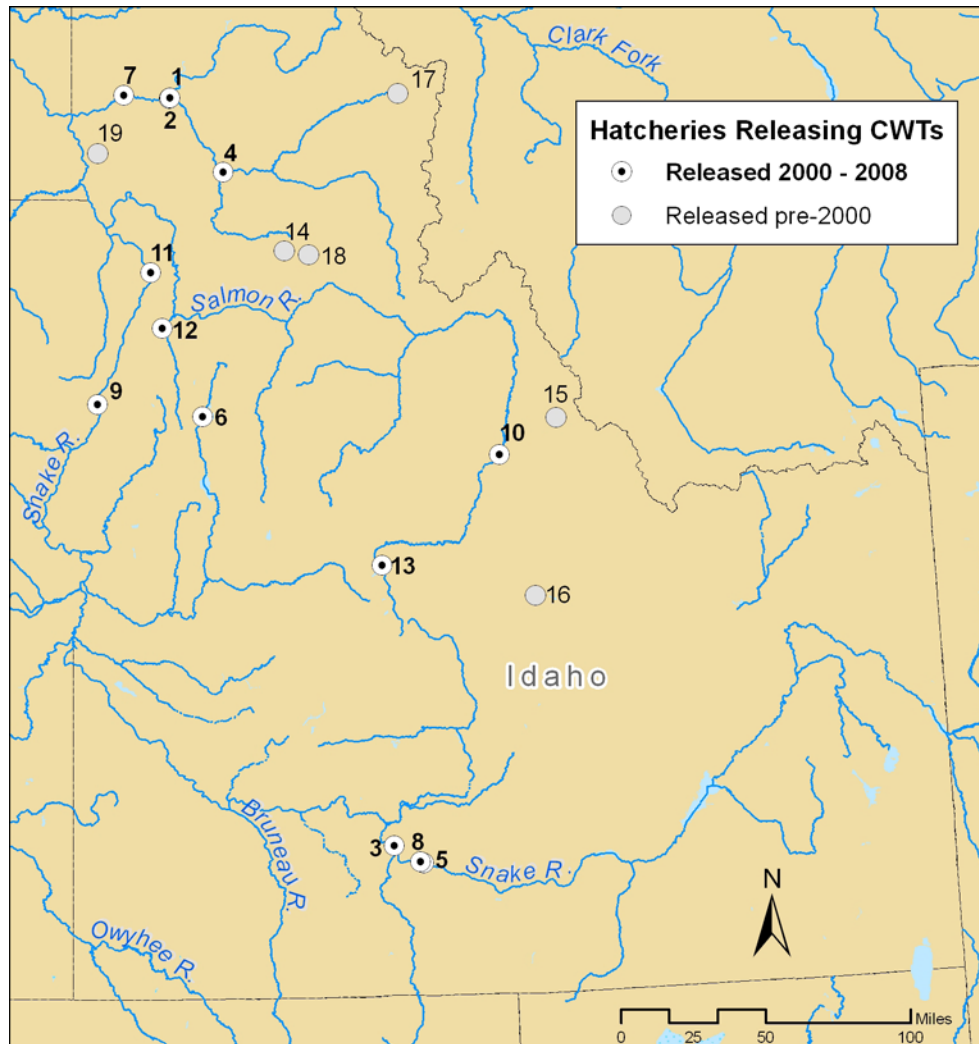 Clark Fork
17
1
7
2
19
4
Hatcheries Releasing CWTs
Released 2000 - 2008
Released pre-2000
14
18
11
Salmon R.
12
9
6
15
10
Snake R.
13
16
Idaho
Bruneau R.
3
8
5
Snake R.
N
Owyhee R.
Miles
0 25 50 100